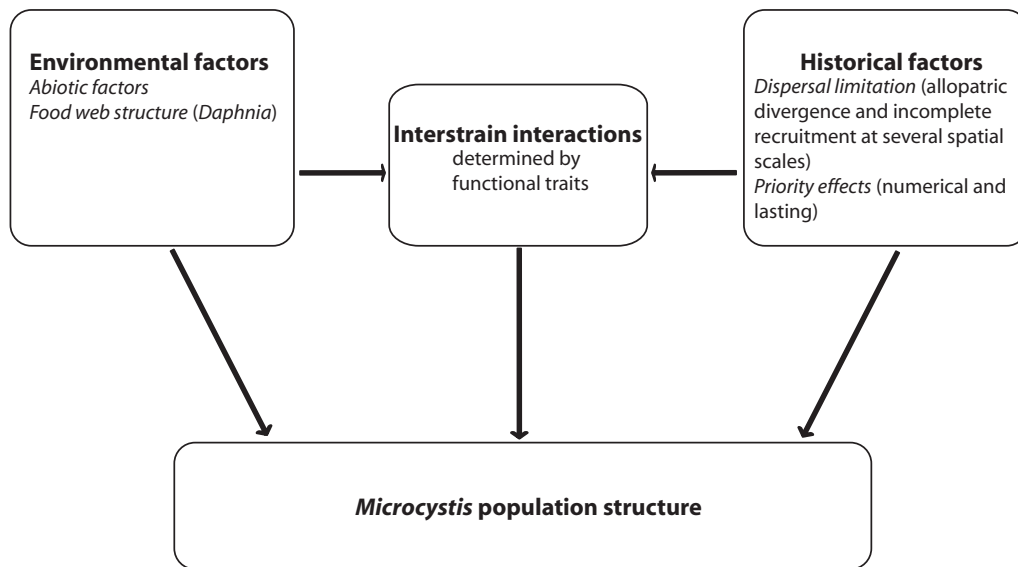 Environmental factors
Abiotic factors
Food web structure (Daphnia)
Interstrain interactions
determined by
functional traits
Historical factors
Dispersal limitation (allopatric
divergence and incomplete
recruitment at several spatial
scales)
Priority effects (numerical and
lasting)
Microcystis population structure